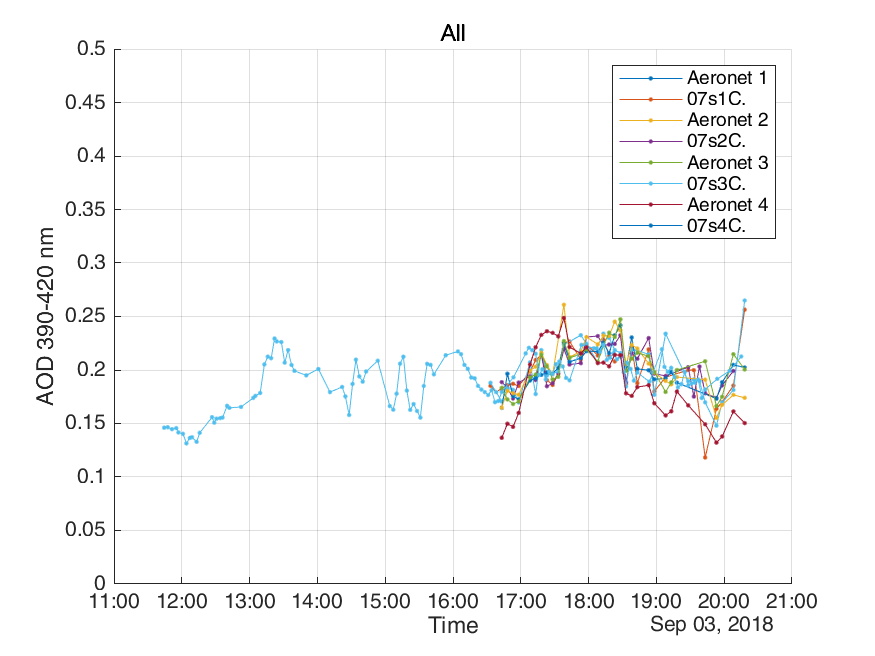 All
0.5
0.45
0.4
0.35
0.3
0.25
0.2
0.15
0.1
0.05
0
AOD 390-420 nm
Aeronet 1
07s1C.
Aeronet 2
07s2C.
Aeronet 3
07s3C.
Aeronet 4
07s4C.
11:00 12:00 13:00 14:00 15:00 16:00 17:00 18:00 19:00 20:00 21:00
Time
Sep 03, 2018